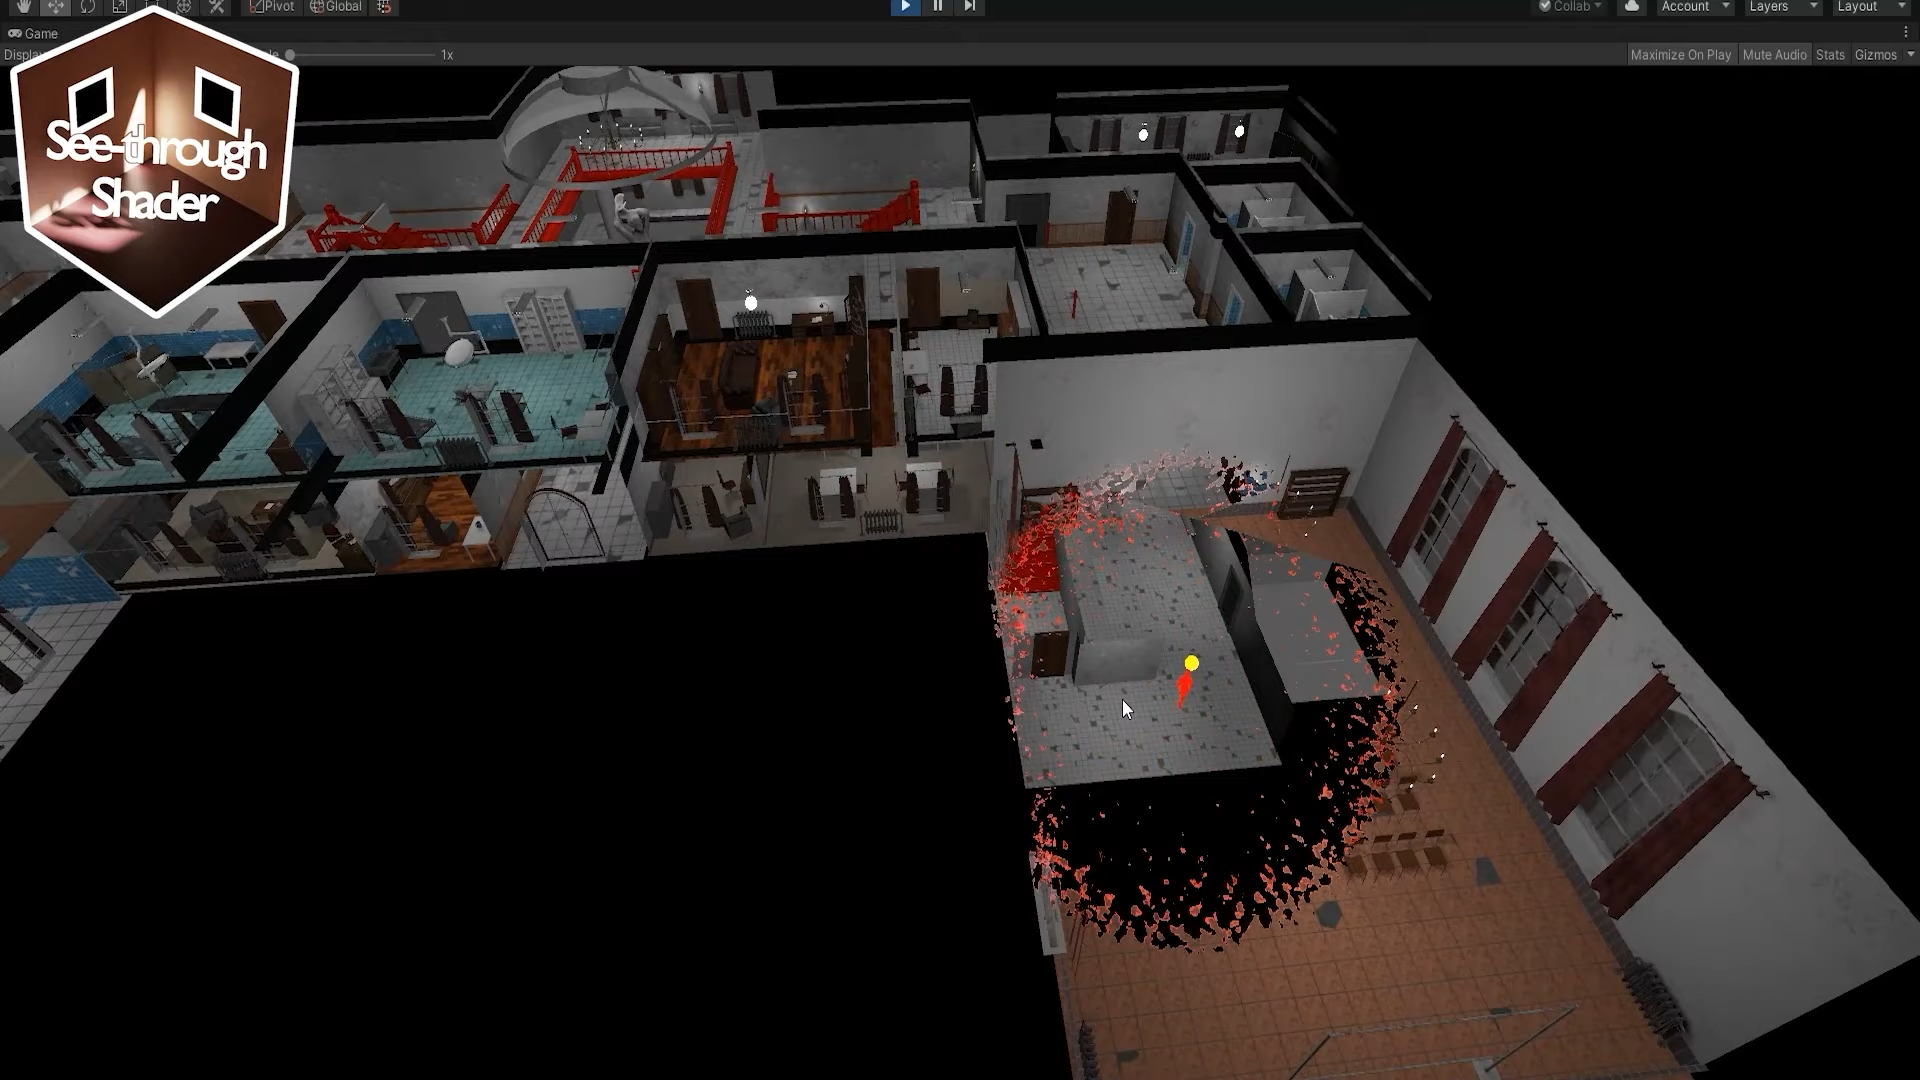 Pivot Global Collab Account Layers Layout
Game
1x Maximize On Play Mute Audio Stats Gizmos
See-through
Shader